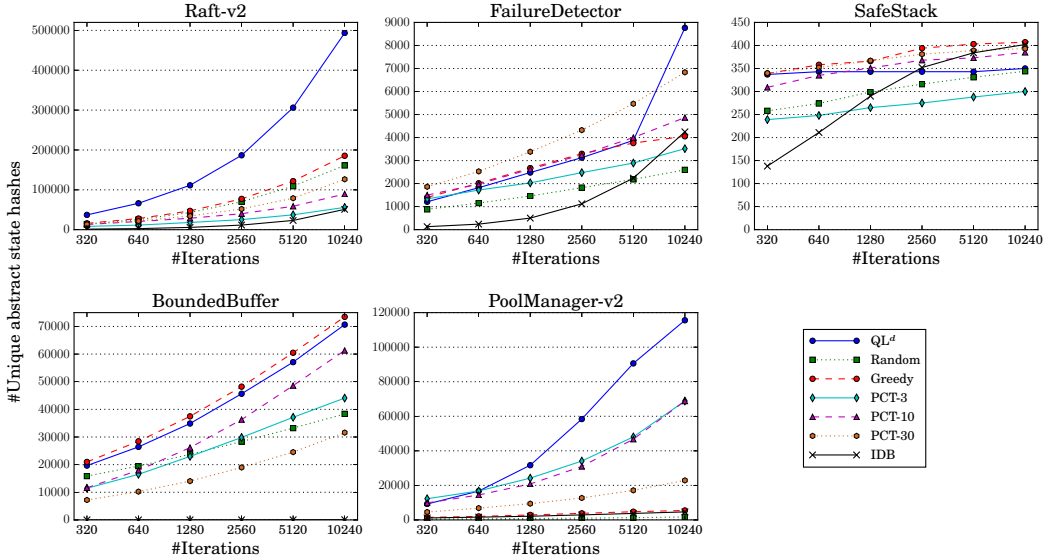 Raft-v2
FailureDetector
SafeStack
500000
400000
300000
200000
100000
0
320 640 1280 2560 5120 10240
#Iterations
9000
8000
7000
6000
5000
4000
3000
2000
1000
0
320 640 1280 2560 5120 10240
#Iterations
450
400
350
300
250
200
150
100
50
0
320 640 1280 2560 5120 10240
#Iterations
#Unique abstract state hashes
BoundedBuffer
PoolManager-v2
70000
60000
50000
40000
30000
20000
10000
0
320 640 1280 2560 5120 10240
#Iterations
120000
100000
80000
60000
40000
20000
0
320 640 1280 2560 5120 10240
#Iterations
QLᵈ
Random
Greedy
PCT-3
PCT-10
PCT-30
IDB